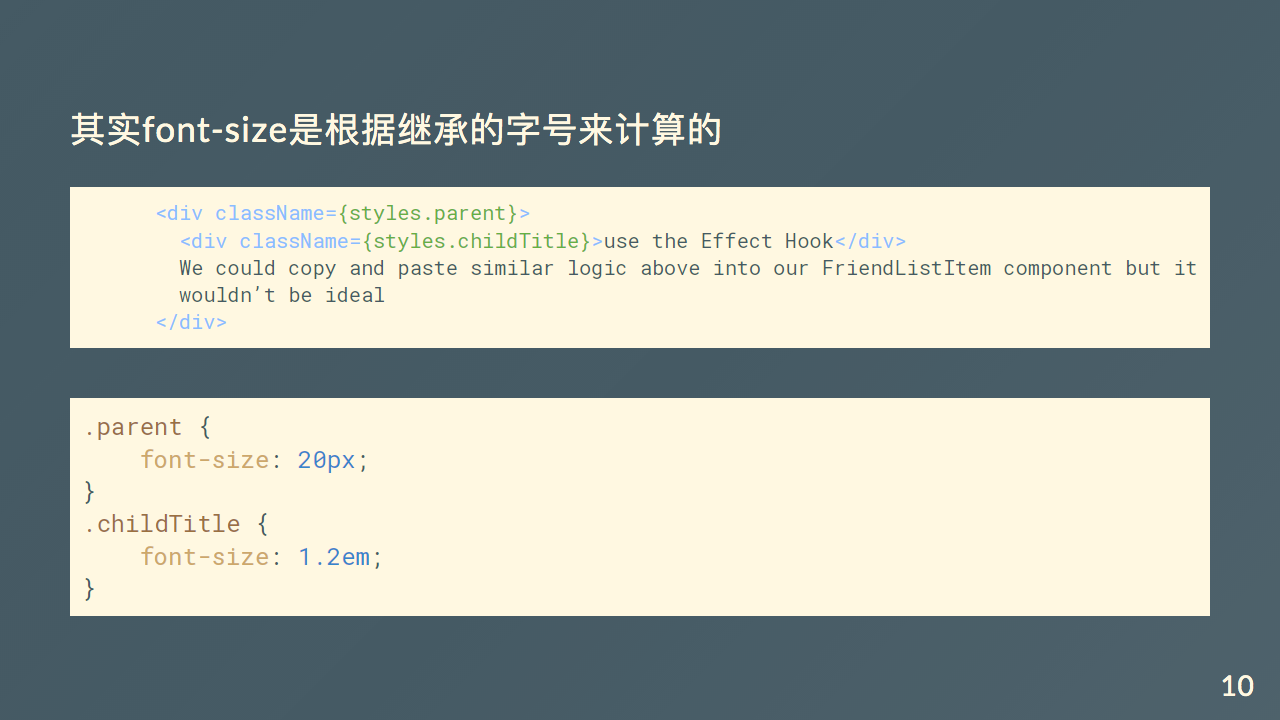 其实font-size是根据继承的字号来计算的
<div className={styles.parent}>
<div className={styles.childTitle}>use the Effect Hook</div>
We could copy and paste similar logic above into our FriendListItem component but it
wouldn’t be ideal
</div>
.parent {
font-size: 20px;
}
.childTitle {
font-size: 1.2em;
}
10